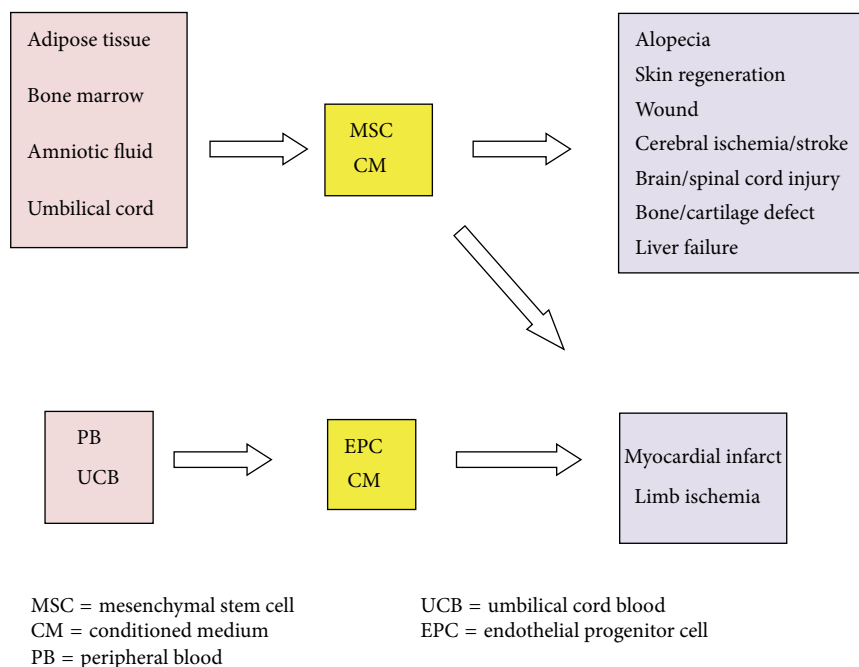 Adipose tissue
Bone marrow
Amniotic fluid
Umbilical cord
MSC
CM
Alopecia
Skin regeneration
Wound
Cerebral ischemia/stroke
Brain/spinal cord injury
Bone/cartilage defect
Liver failure
PB
UCB
EPC
CM
Myocardial infarct
Limb ischemia
MSC = mesenchymal stem cell
CM = conditioned medium
PB = peripheral blood
UCB = umbilical cord blood
EPC = endothelial progenitor cell